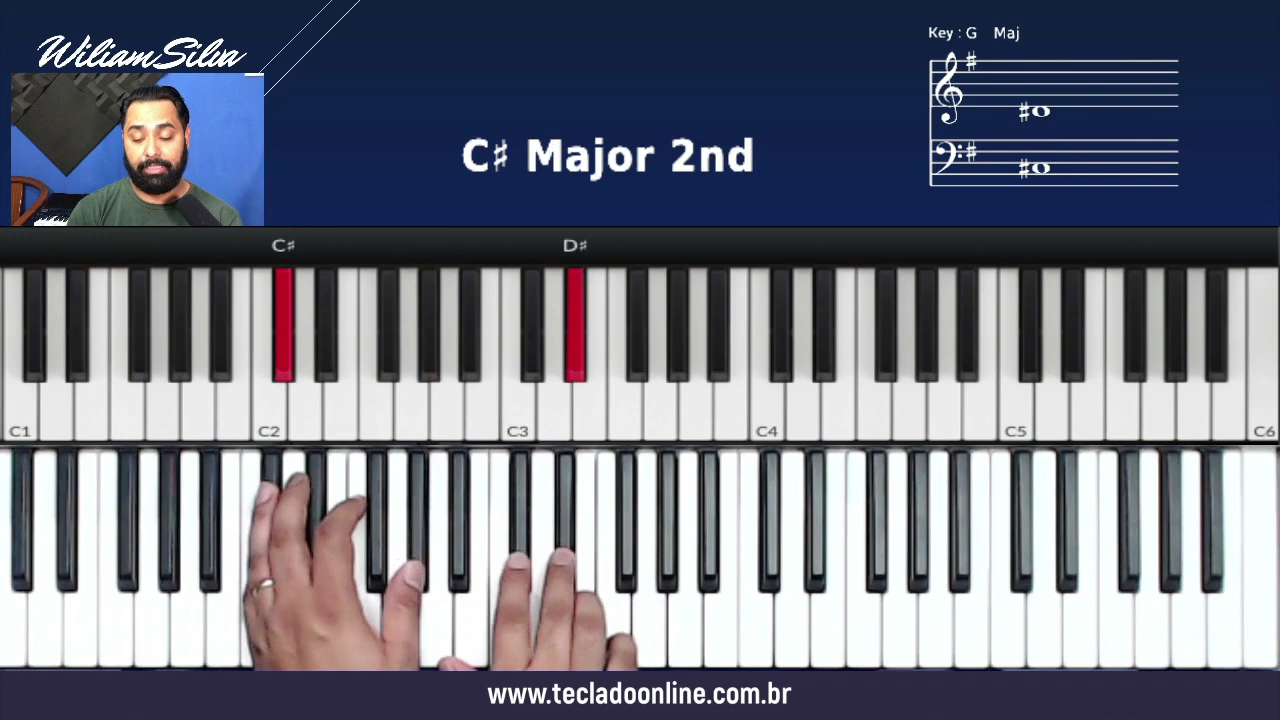 WiliamSilva
Key : G Maj
C♯ Major 2nd
C♯ D♯
C1 C2 C3 C4 C5 C6
www.tecladoonline.com.br